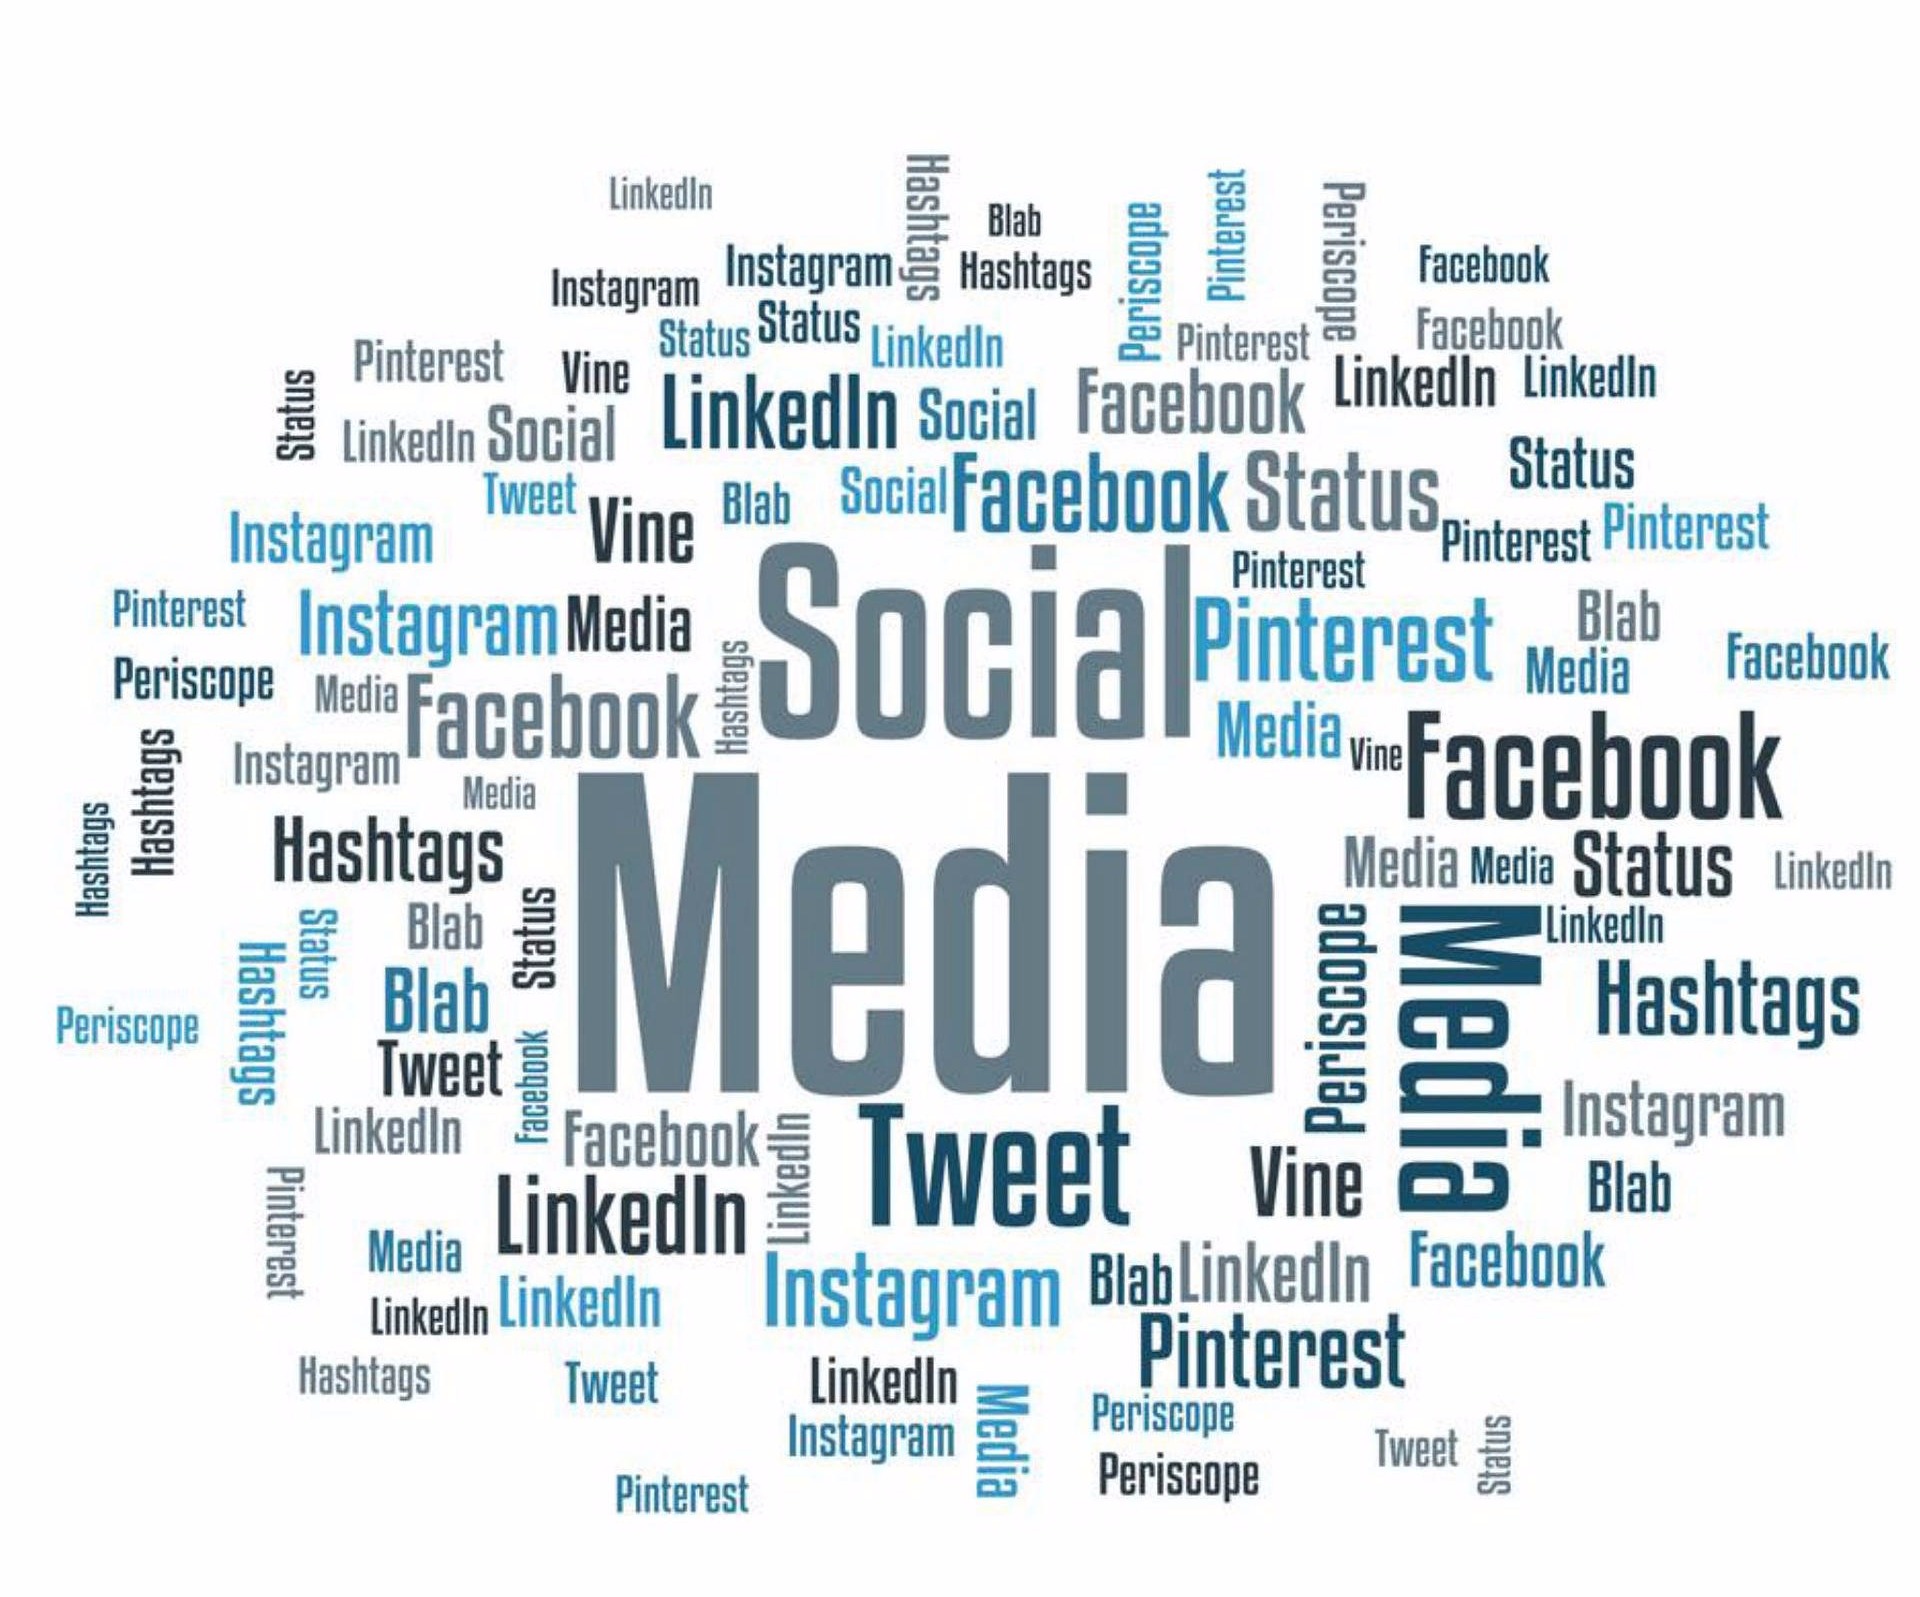 LinkedIn
Hashtags
Blab
Periscope
Pinterest
Periscope
Instagram
Instagram
Hashtags
Facebook
Status
Status
LinkedIn
Pinterest
Facebook
Status
Pinterest
Vine
LinkedIn
Social
Facebook
LinkedIn
LinkedIn
LinkedIn
Social
Tweet
Vine
Blab
Social
Facebook
Status
Status
Instagram
Pinterest
Pinterest
Pinterest
Pinterest
Instagram
Media
Hashtags
Social
Pinterest
Blab
Media
Facebook
Periscope
Media
Facebook
Media
Vine
Facebook
Hashtags
Hashtags
Instagram
Media
Media
Hashtags
Media
Media
Status
LinkedIn
Status
Blab
Status
Periscope
Media
LinkedIn
Hashtags
Blab
Hashtags
Periscope
Tweet
Facebook
LinkedIn
Facebook
LinkedIn
Tweet
Instagram
Vine
Blab
Pinterest
LinkedIn
Media
Instagram
Blab
LinkedIn
Facebook
LinkedIn
LinkedIn
Pinterest
Hashtags
Tweet
LinkedIn
Media
Periscope
Instagram
Periscope
Tweet
Status
Pinterest